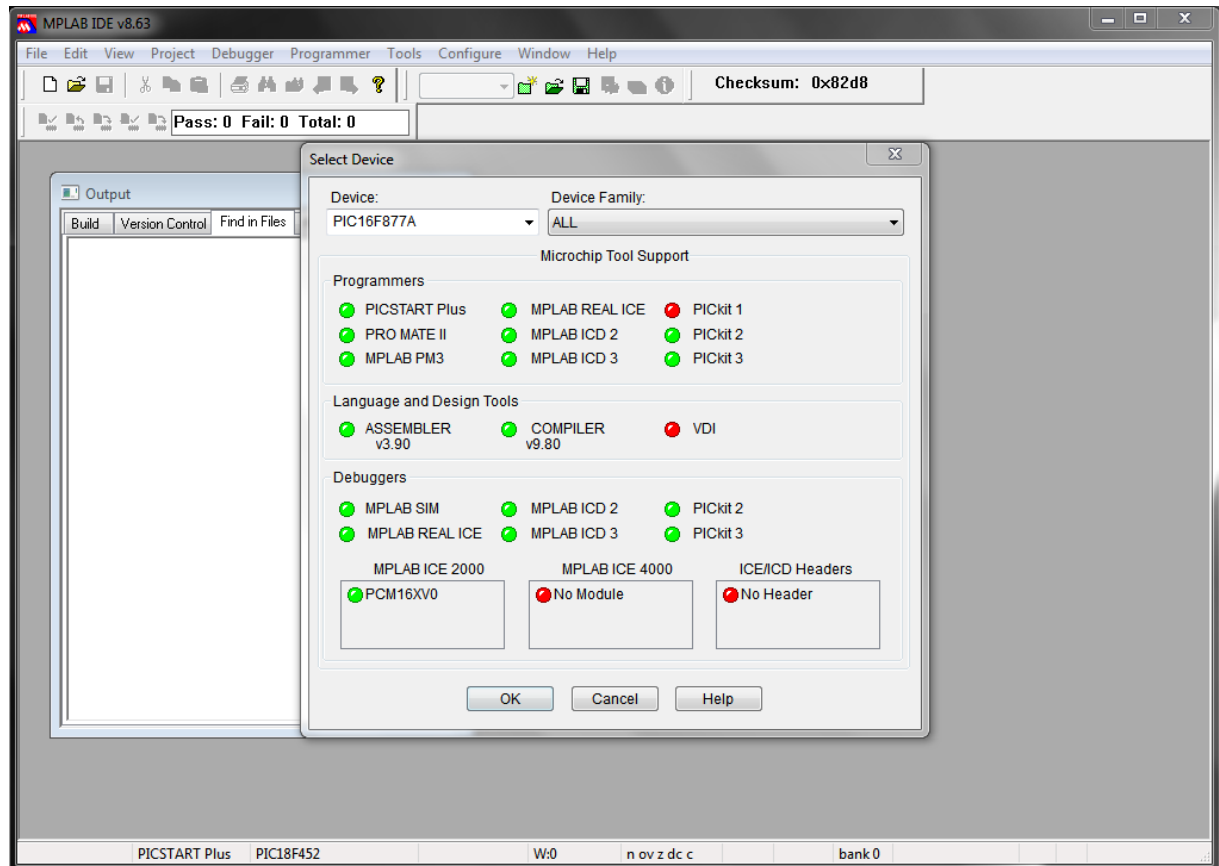 MPLAB IDE v8.63
File Edit View Project Debugger Programmer Tools Configure Window Help
Checksum: 0x82d8
Pass: 0 Fail: 0 Total: 0
Select Device
Output
Device: Device Family:
Build Version Control Find in Files
PIC16F877A ALL
Microchip Tool Support
Programmers
PICSTART Plus MPLAB REAL ICE PICkit 1
PRO MATE II MPLAB ICD 2 PICkit 2
MPLAB PM3 MPLAB ICD 3 PICkit 3
Language and Design Tools
ASSEMBLER COMPILER VDI
v3.90 v9.80
Debuggers
MPLAB SIM MPLAB ICD 2 PICkit 2
MPLAB REAL ICE MPLAB ICD 3 PICkit 3
MPLAB ICE 2000 MPLAB ICE 4000 ICE/ICD Headers
PCM16XV0 No Module No Header
OK Cancel Help
PICSTART Plus PIC18F452 W:0 n ov z dc c bank 0